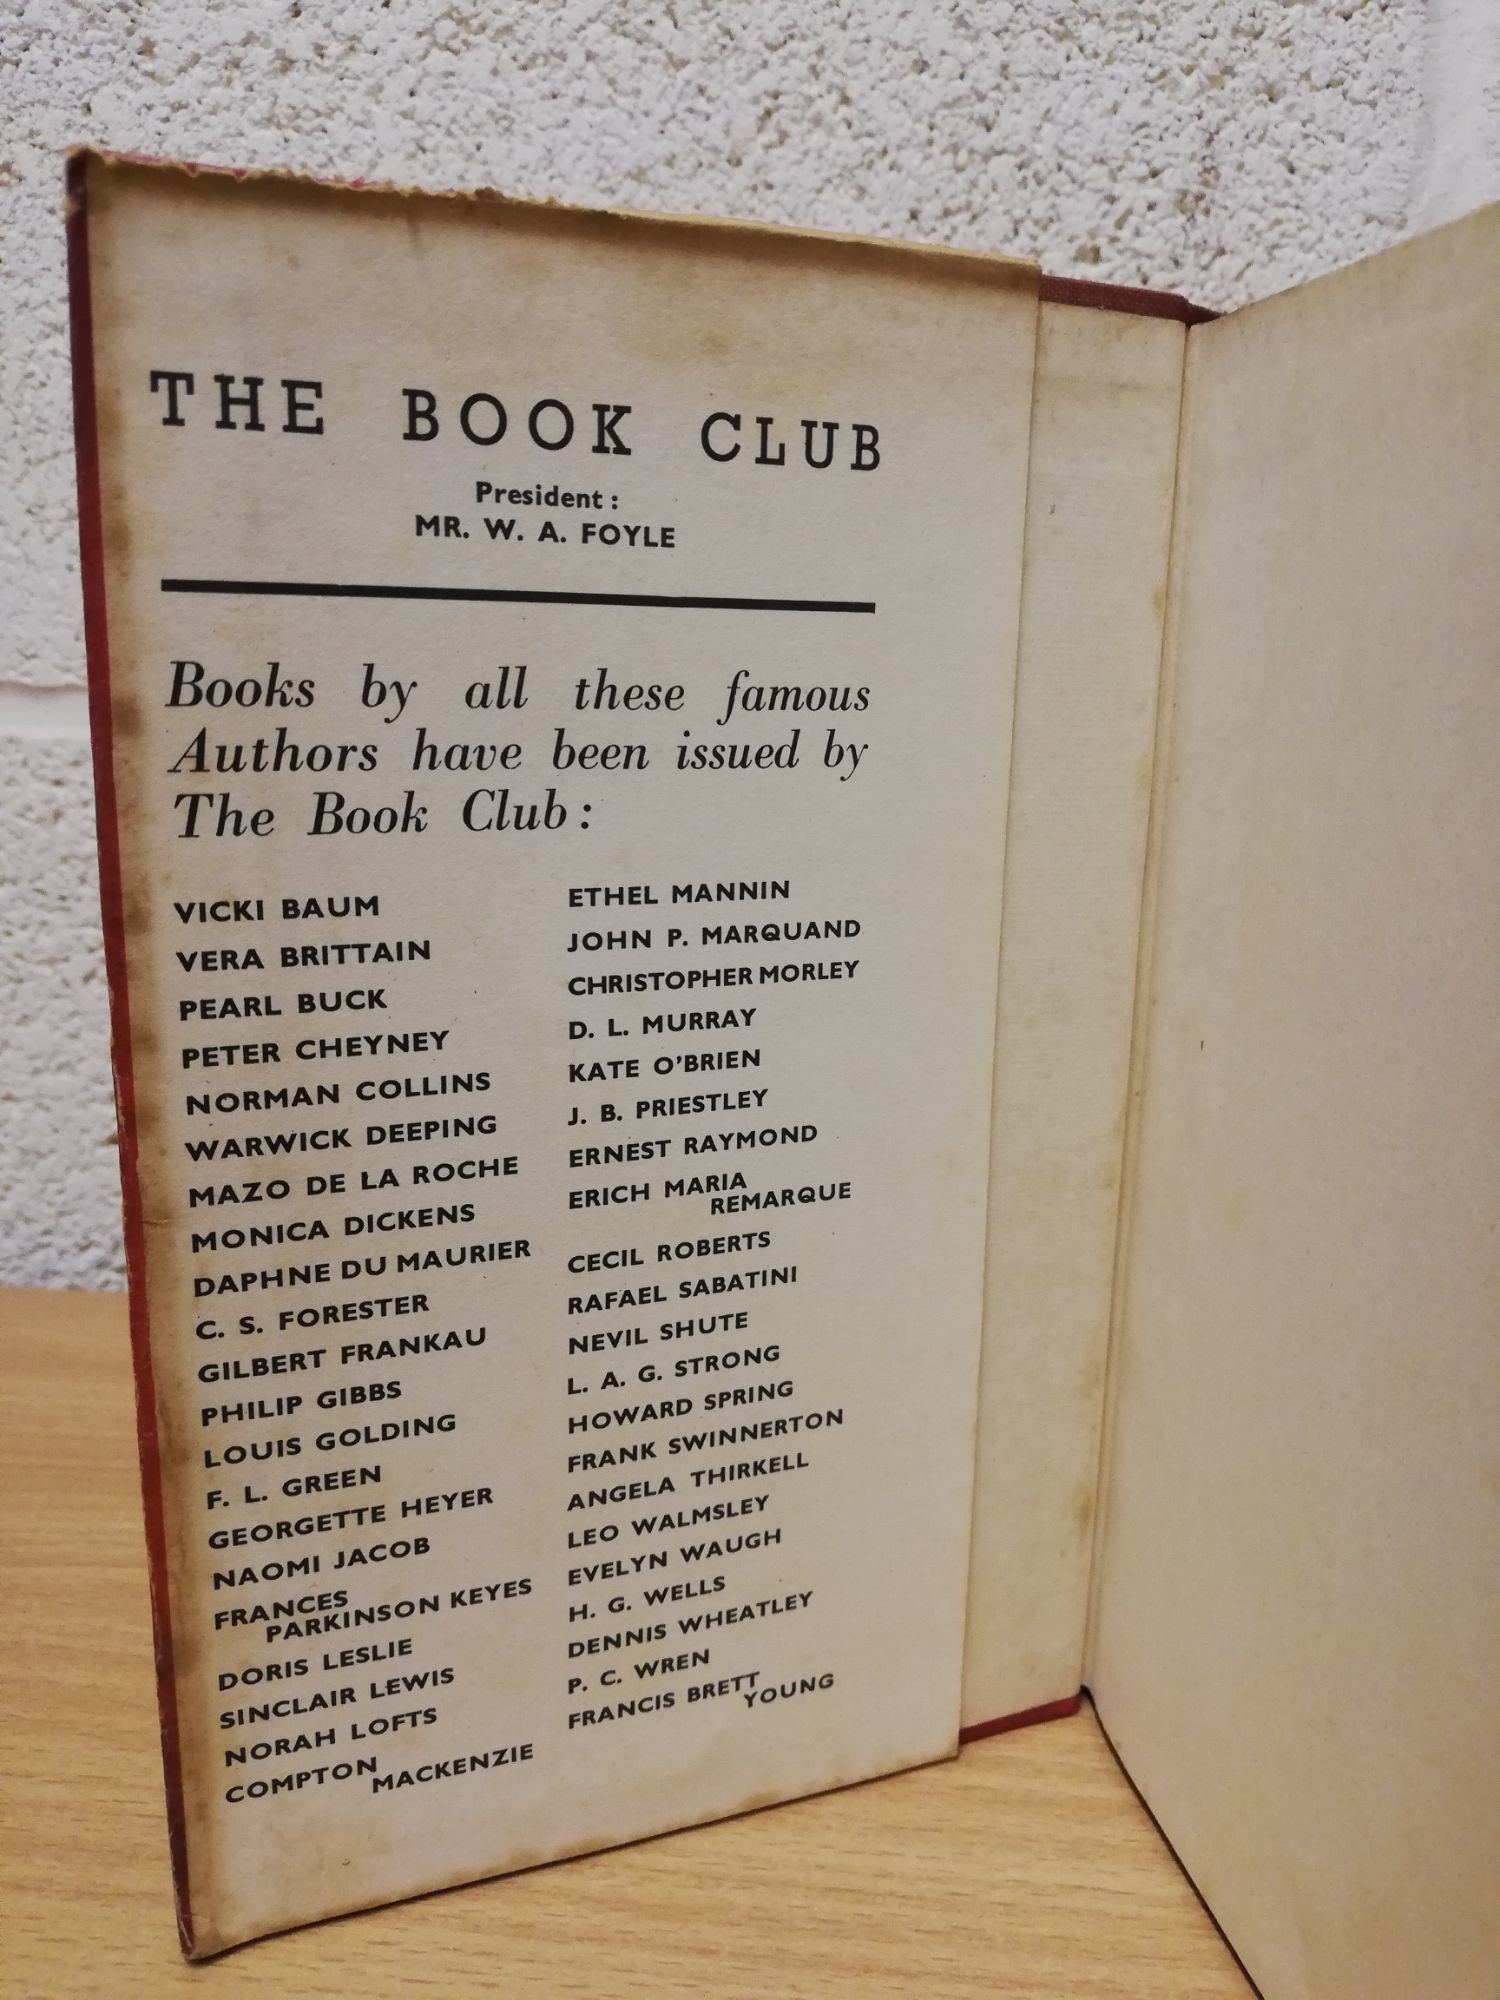 THE BOOK CLUB
President:
MR. W. A. FOYLE
Books by all these famous
Authors have been issued by
The Book Club:
VICKI BAUM
VERA BRITTAIN
PEARL BUCK
PETER CHEYNEY
NORMAN COLLINS
WARWICK DEEPING
MAZO DE LA ROCHE
MONICA DICKENS
DAPHNE DU MAURIER
C. S. FORESTER
GILBERT FRANKAU
PHILIP GIBBS
LOUIS GOLDING
F. L. GREEN
GEORGETTE HEYER
NAOMI JACOB
FRANCES
PARKINSON KEYES
DORIS LESLIE
SINCLAIR LEWIS
NORAH LOFTS
COMPTON
MACKENZIE
ETHEL MANNIN
JOHN P. MARQUAND
CHRISTOPHER MORLEY
D. L. MURRAY
KATE O'BRIEN
J. B. PRIESTLEY
ERNEST RAYMOND
ERICH MARIA
REMARQUE
CECIL ROBERTS
RAFAEL SABATINI
NEVIL SHUTE
L. A. G. STRONG
HOWARD SPRING
FRANK SWINNERTON
ANGELA THIRKELL
LEO WALMSLEY
EVELYN WAUGH
H. G. WELLS
DENNIS WHEATLEY
P. C. WREN
FRANCIS BRETT
YOUNG